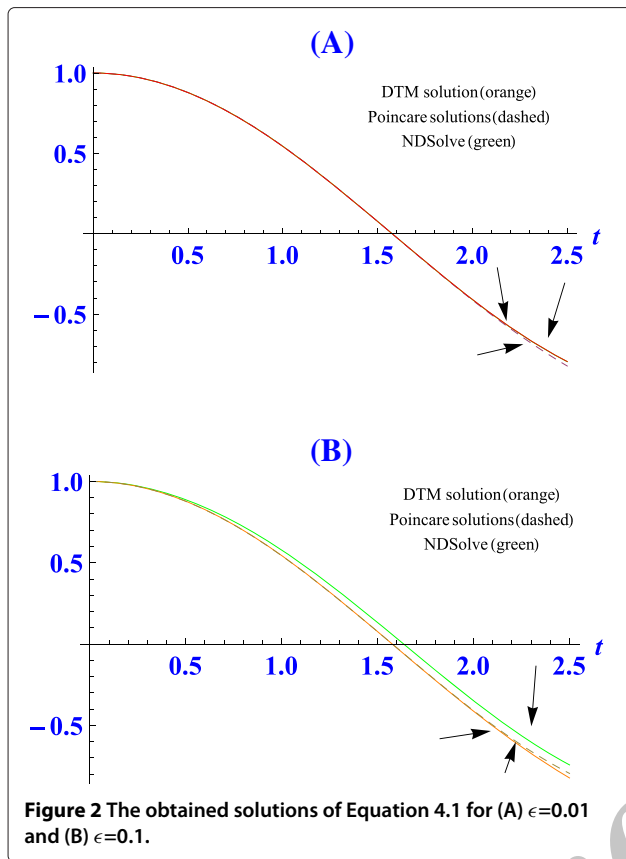 (A)
1.0
DTM solution (orange)
Poincare solutions (dashed)
NDSolve (green)
0.5
t
0.5 1.0 1.5 2.0 2.5
−0.5
(B)
1.0
DTM solution (orange)
Poincare solutions (dashed)
NDSolve (green)
0.5
t
0.5 1.0 1.5 2.0 2.5
−0.5
Figure 2 The obtained solutions of Equation 4.1 for (A) ϵ=0.01
and (B) ϵ=0.1.